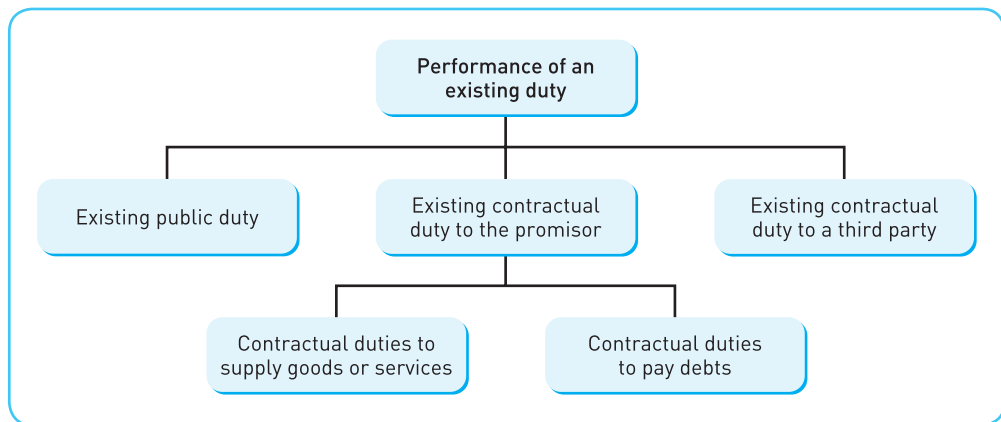 Performance of an
existing duty
Existing public duty
Existing contractual
duty to the promisor
Existing contractual
duty to a third party
Contractual duties to
supply goods or services
Contractual duties
to pay debts